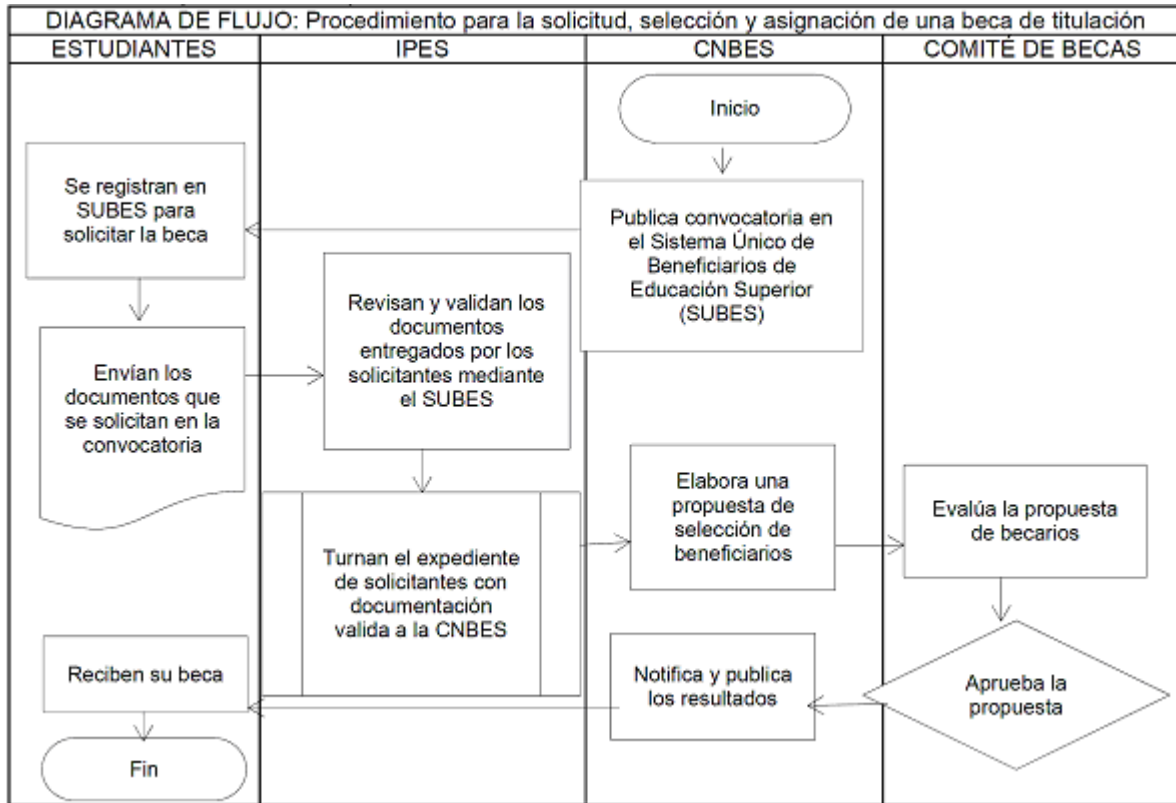 DIAGRAMA DE FLUJO: Procedimiento para la solicitud, selección y asignación de una beca de titulación
ESTUDIANTES
IPES
CNBES
COMITÉ DE BECAS
Inicio
Publica convocatoria en
el Sistema Único de
Beneficiarios de
Educación Superior
(SUBES)
Se registran en
SUBES para
solicitar la beca
Envían los
documentos que
se solicitan en la
convocatoria
Revisan y validan los
documentos
entregados por los
solicitantes mediante
el SUBES
Turnan el expediente
de solicitantes con
documentación
valida a la CNBES
Elabora una
propuesta de
selección de
beneficiarios
Evalúa la propuesta
de becarios
Aprueba la
propuesta
Notifica y publica
los resultados
Reciben su beca
Fin